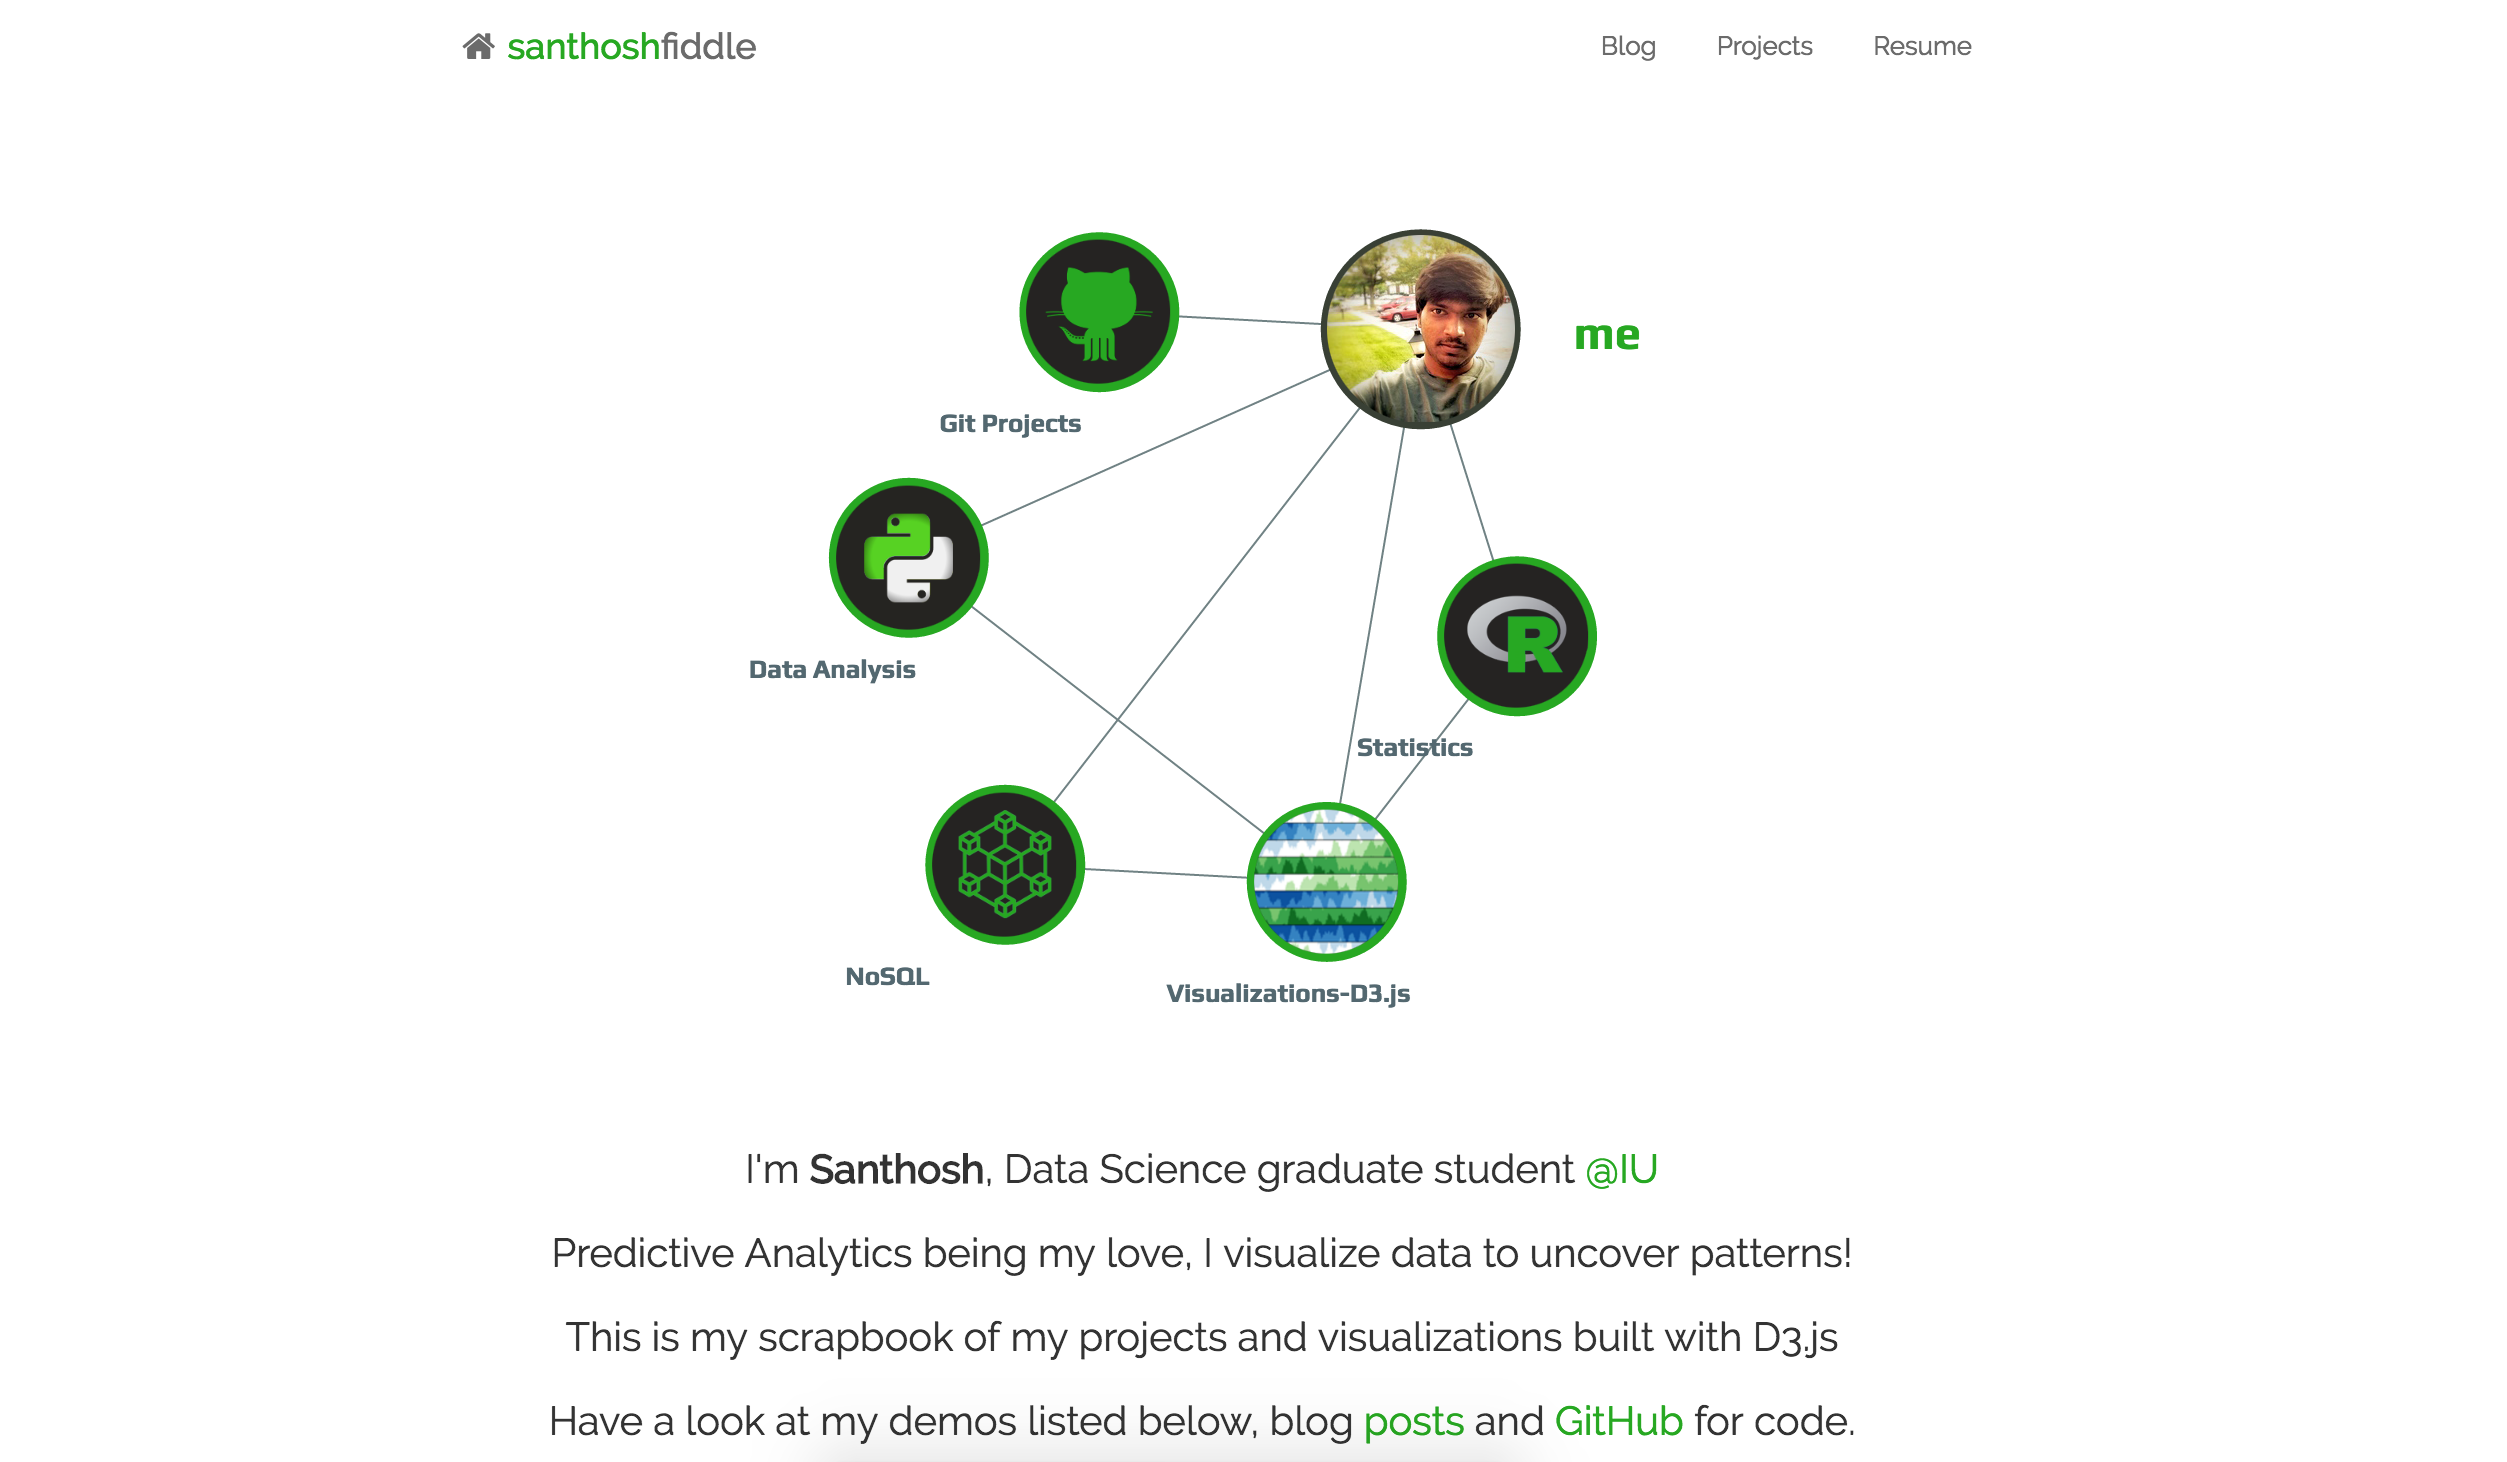 santhoshfiddle Blog Projects Resume
me
Git Projects
Data Analysis
R
Statistics
NoSQL
Visualizations-D3.js
I'm Santhosh, Data Science graduate student @IU
Predictive Analytics being my love, I visualize data to uncover patterns!
This is my scrapbook of my projects and visualizations built with D3.js
Have a look at my demos listed below, blog posts and GitHub for code.